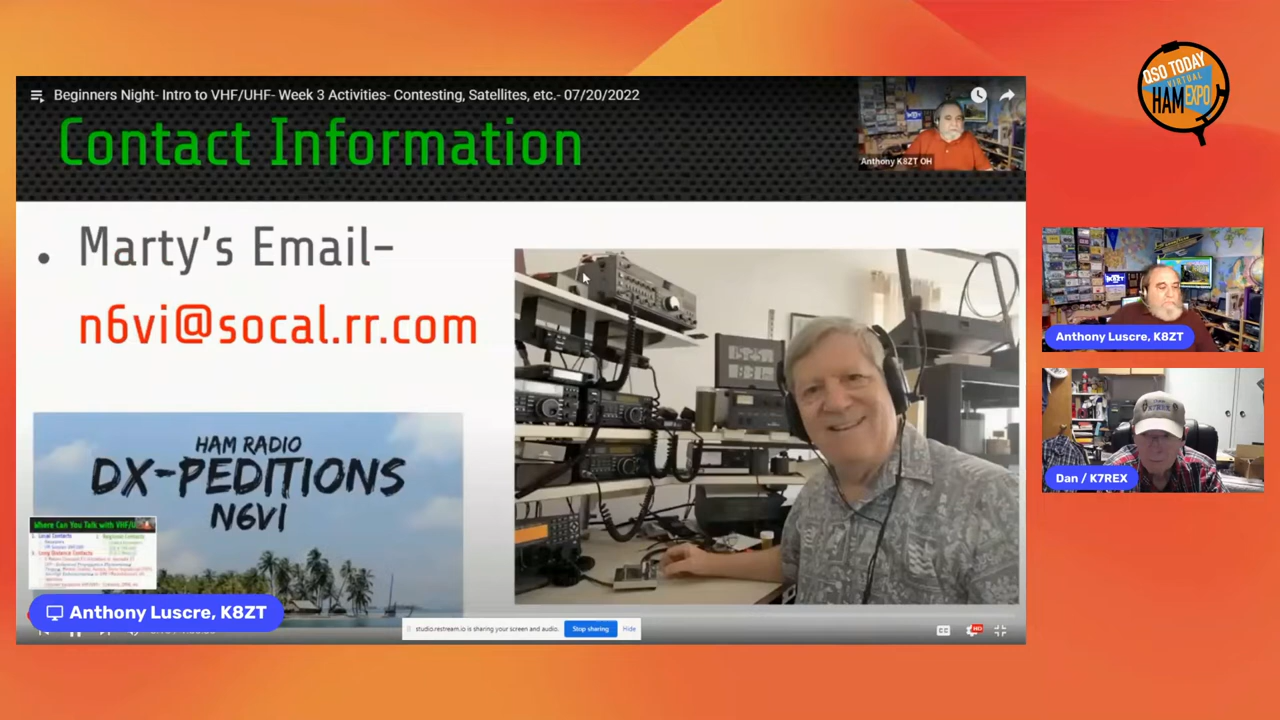 Beginners Night- Intro to VHF/UHF- Week 3 Activities- Contesting, Satellites, etc.- 07/20/2022
Contact Information
Anthony K8ZT OH
QSO TODAY
VIRTUAL
HAM EXPO
• Marty's Email–
n6vi@socal.rr.com
HAM RADIO
DX-PEDITIONS
N6VI
Where Can You Talk with VHF/U
Anthony Luscre, K8ZT
studio.restream.io is sharing your screen and audio.
Stop sharing
Hide
CC
HD
Anthony Luscre, K8ZT
K7REX
Dan / K7REX